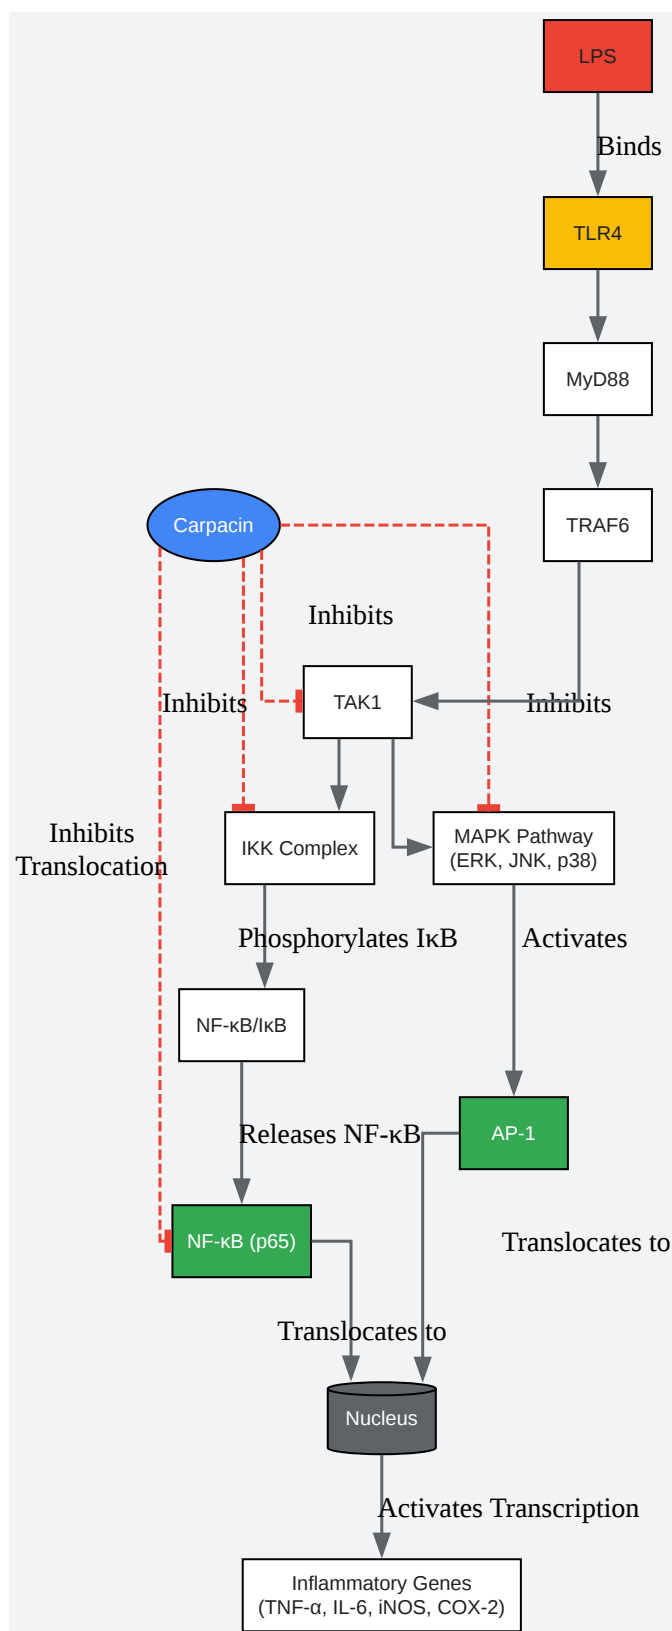 LPS
Binds
TLR4
MyD88
Carpacin
TRAF6
Inhibits
Inhibits
TAK1
Inhibits
Inhibits
Translocation
IKK Complex
MAPK Pathway
(ERK, JNK, p38)
Phosphorylates IκB
Activates
NF-κB/IκB
Releases NF-κB
AP-1
NF-κB (p65)
Translocates to
Translocates to
Nucleus
Activates Transcription
Inflammatory Genes
(TNF-α, IL-6, iNOS, COX-2)